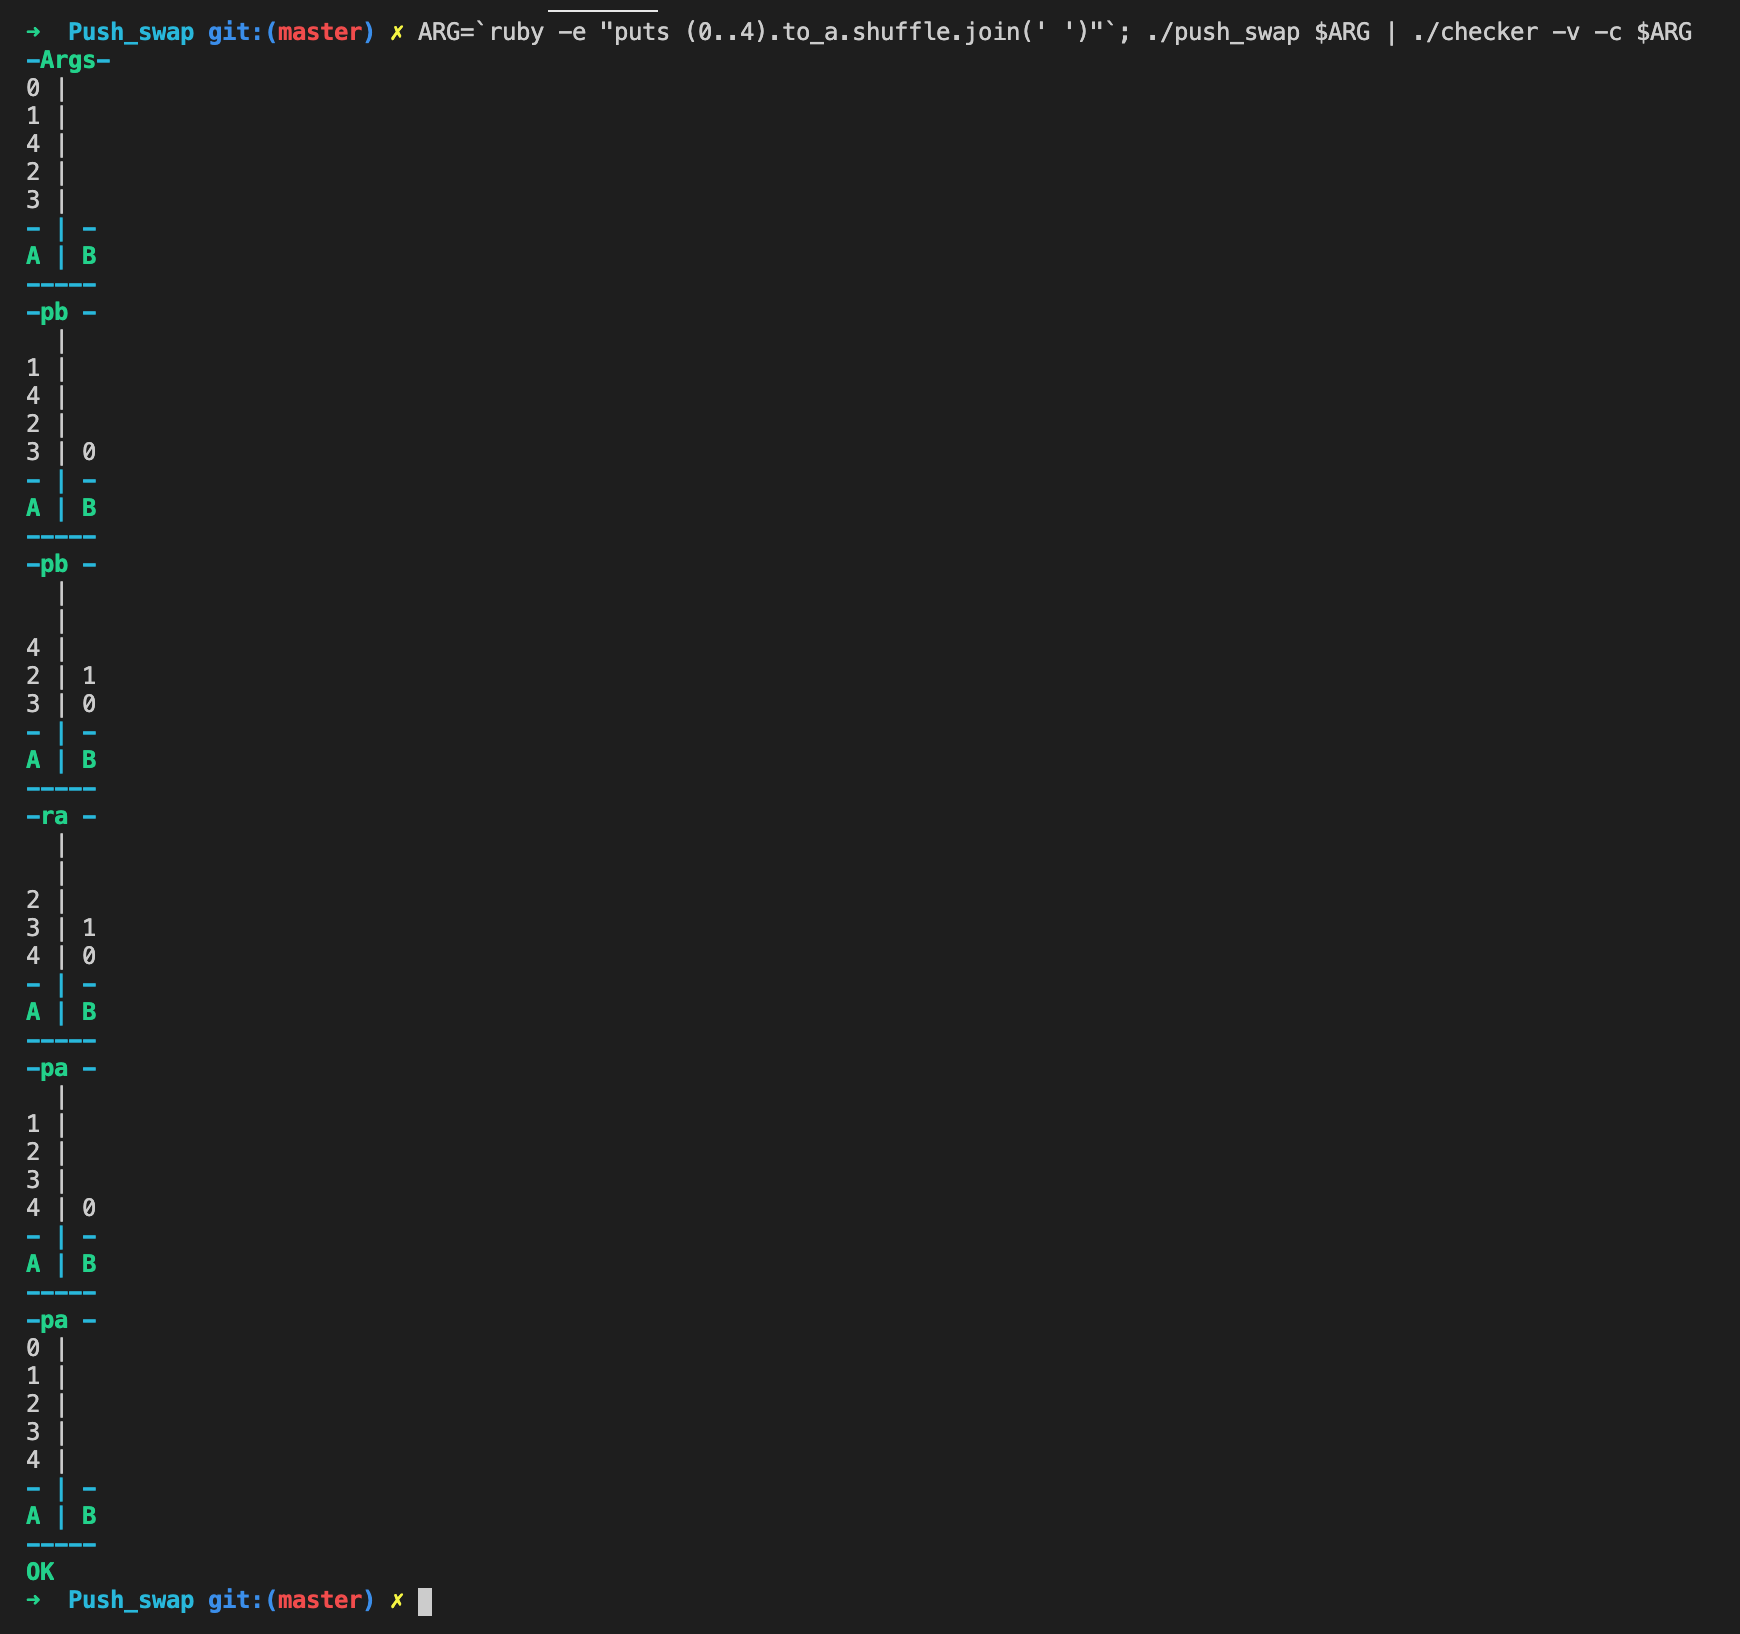 ➜  Push_swap git:(master) ✗ ARG=`ruby -e "puts (0..4).to_a.shuffle.join(' ')"`; ./push_swap $ARG | ./checker -v -c $ARG
-Args-
0 |
1 |
4 |
2 |
3 |
- | -
A | B
-----
-pb -
  |
1 |
4 |
2 |
3 | 0
- | -
A | B
-----
-pb -
  |
  |
4 |
2 | 1
3 | 0
- | -
A | B
-----
-ra -
  |
  |
2 |
3 | 1
4 | 0
- | -
A | B
-----
-pa -
  |
1 |
2 |
3 |
4 | 0
- | -
A | B
-----
-pa -
0 |
1 |
2 |
3 |
4 |
- | -
A | B
-----
OK
➜  Push_swap git:(master) ✗